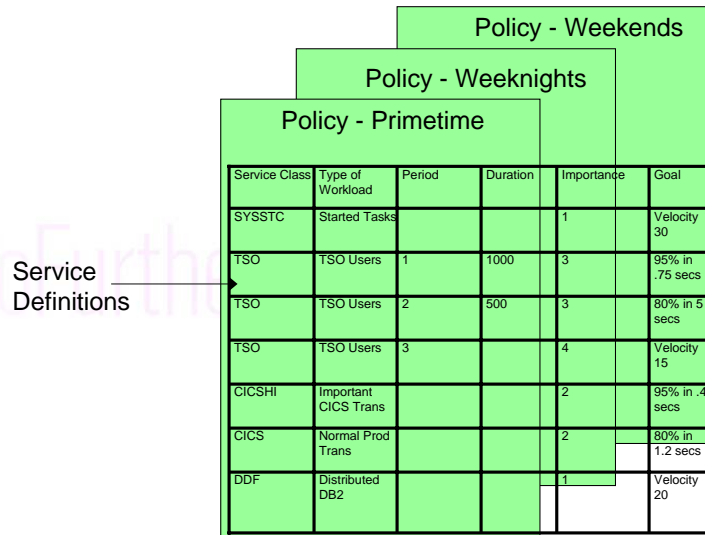 Policy - Weekends
Policy - Weeknights
Policy - Primetime
Service Class Type of Workload Period Duration Importance Goal
SYSSTC Started Tasks 1 Velocity 30
TSO TSO Users 1 1000 3 95% in .75 secs
TSO TSO Users 2 500 3 80% in 5 secs
TSO TSO Users 3 4 Velocity 15
CICSHI Important CICS Trans 2 95% in .4 secs
CICS Normal Prod Trans 2 80% in 1.2 secs
DDF Distributed DB2 1 Velocity 20
Service
Definitions